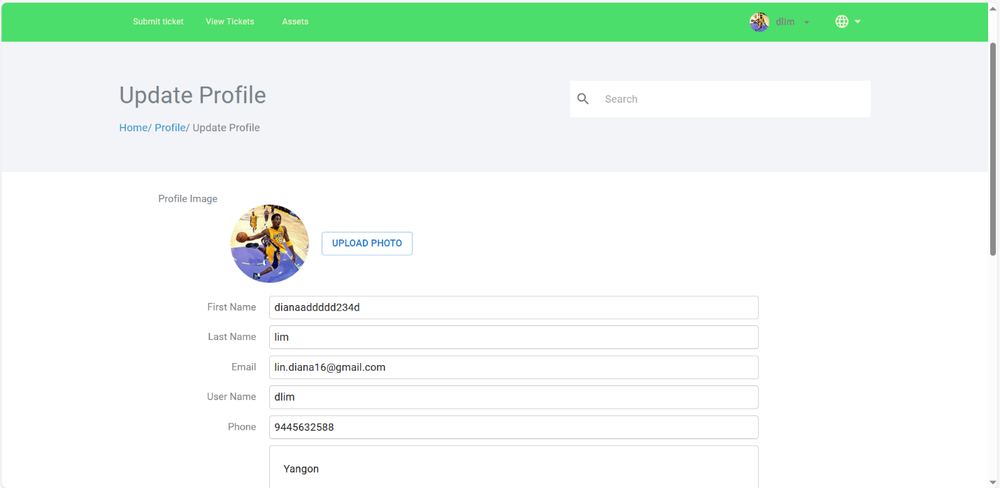 Submit ticket View Tickets Assets dlim
Update Profile
Search
Home/ Profile/ Update Profile
Profile Image
UPLOAD PHOTO
First Name dianaaddddd234d
Last Name lim
Email lin.diana16@gmail.com
User Name dlim
Phone 9445632588
Yangon